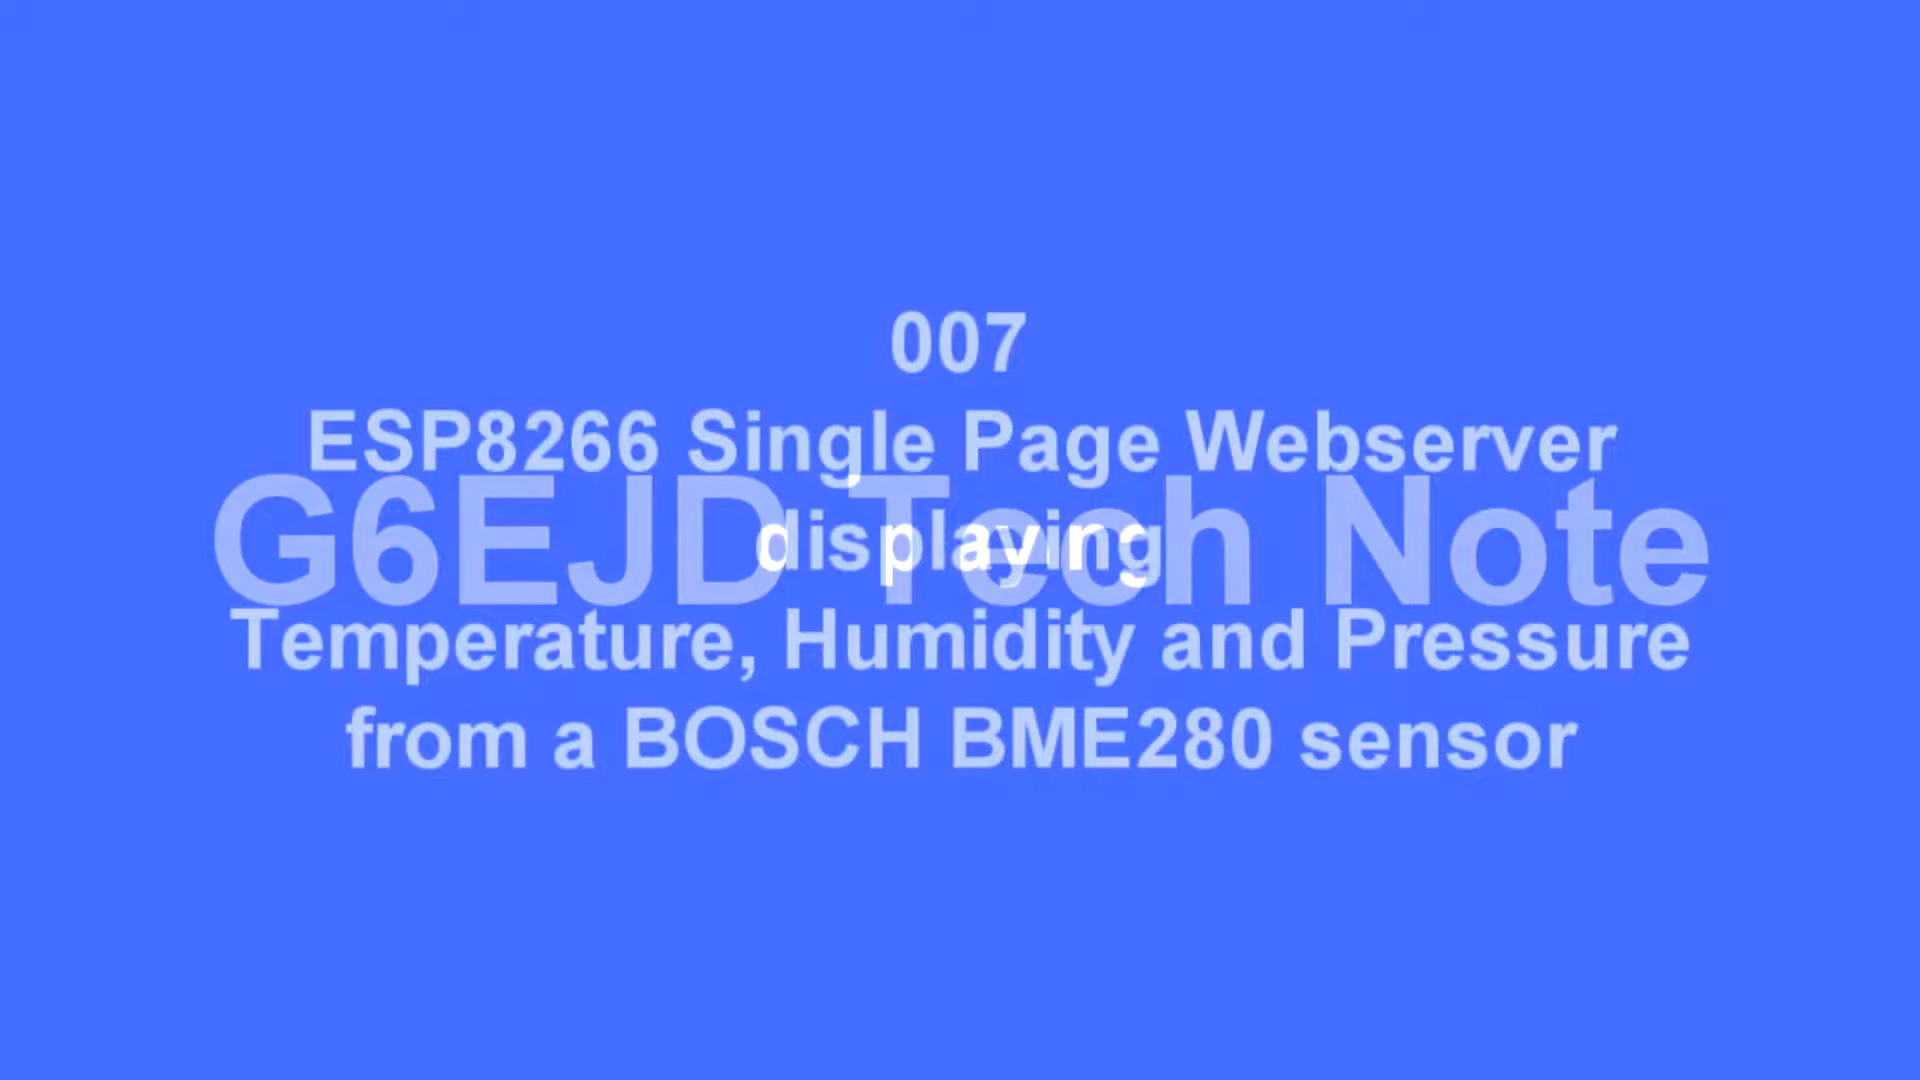 007
ESP8266 Single Page Webserver
G6EJD Tech Note
displaying
Temperature, Humidity and Pressure
from a BOSCH BME280 sensor